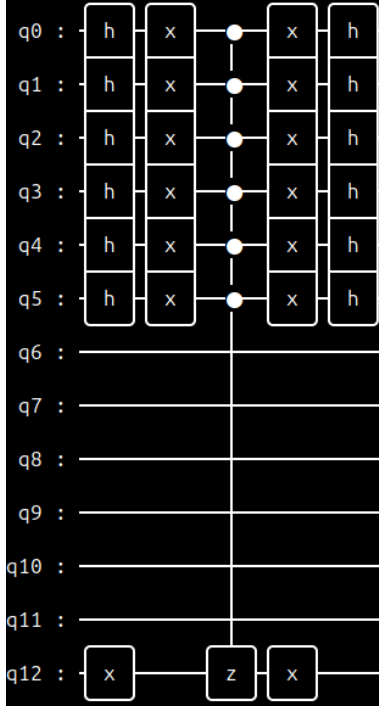 q0 : h x x h
q1 : h x x h
q2 : h x x h
q3 : h x x h
q4 : h x x h
q5 : h x x h
q6 :
q7 :
q8 :
q9 :
q10 :
q11 :
q12 : x z x